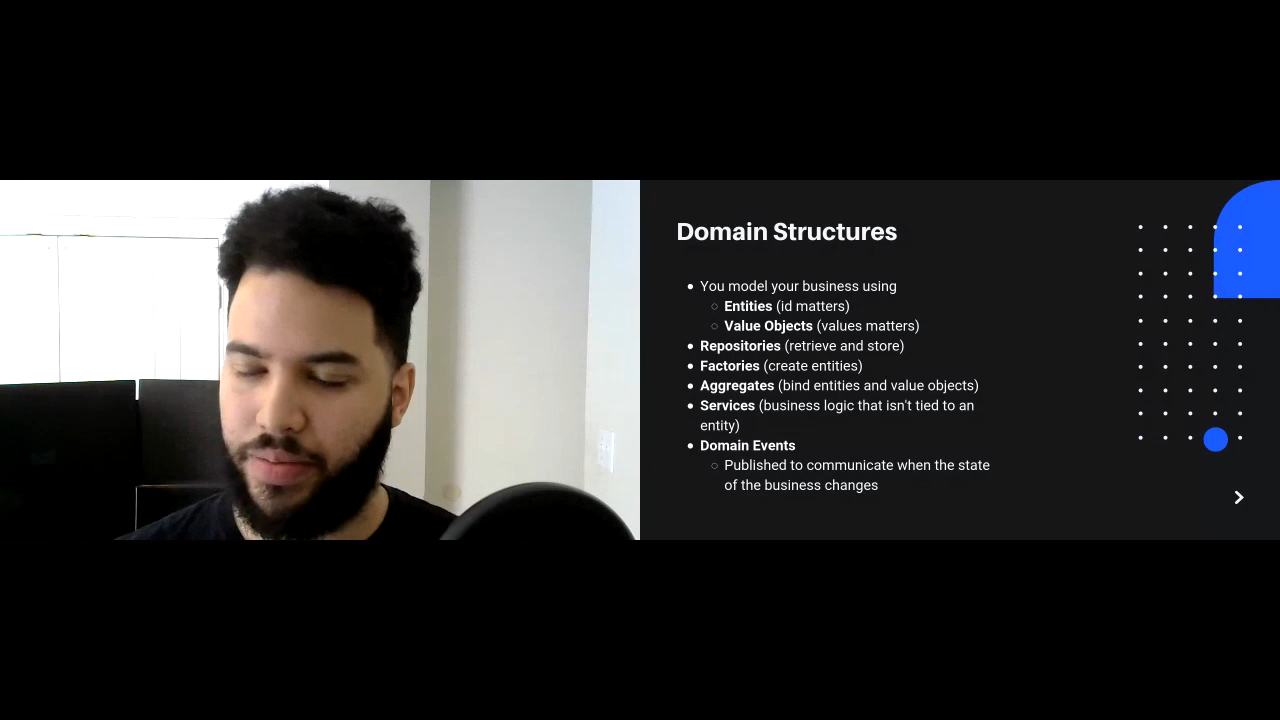 Domain Structures
You model your business using
Entities (id matters)
Value Objects (values matters)
Repositories (retrieve and store)
Factories (create entities)
Aggregates (bind entities and value objects)
Services (business logic that isn't tied to an
entity)
Domain Events
Published to communicate when the state
of the business changes